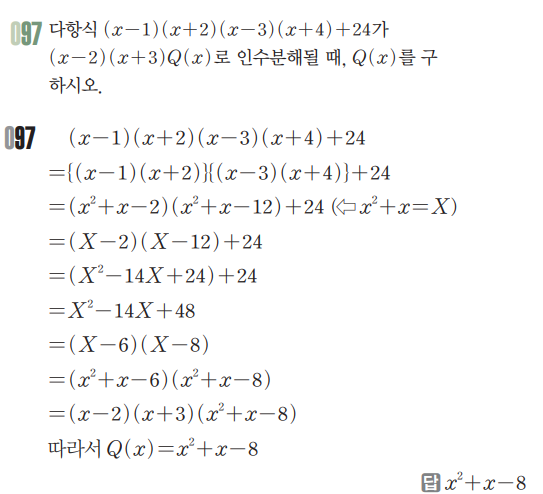 097 다항식 (x-1)(x+2)(x-3)(x+4)+24가
(x-2)(x+3)Q(x)로 인수분해될 때, Q(x)를 구
하시오.
097 (x-1)(x+2)(x-3)(x+4)+24
={(x-1)(x+2)}{(x-3)(x+4)}+24
=(x²+x-2)(x²+x-12)+24 (⇦x²+x=X)
=(X-2)(X-12)+24
=(X²-14X+24)+24
=X²-14X+48
=(X-6)(X-8)
=(x²+x-6)(x²+x-8)
=(x-2)(x+3)(x²+x-8)
따라서 Q(x)=x²+x-8
답 x²+x-8